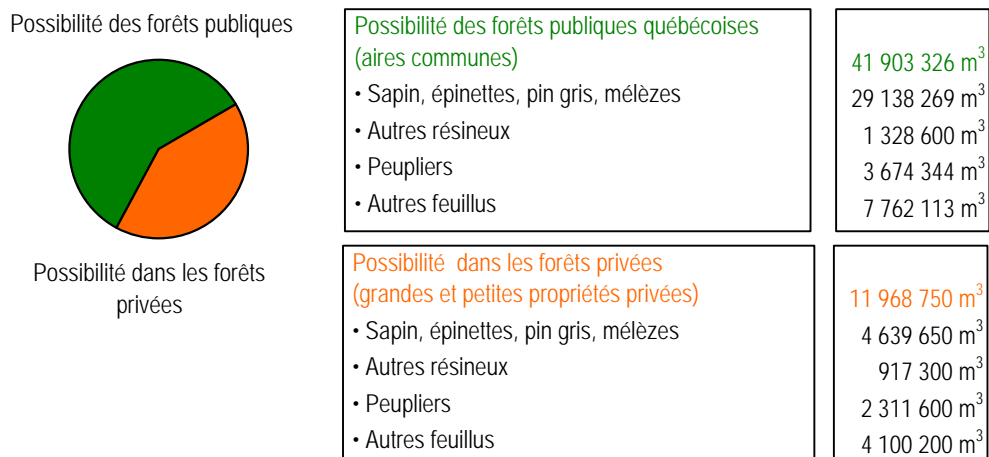 Possibilité des forêts publiques
Possibilité dans les forêts
privées
Possibilité des forêts publiques québécoises
(aires communes) 41 903 326 m³
• Sapin, épinettes, pin gris, mélèzes 29 138 269 m³
• Autres résineux 1 328 600 m³
• Peupliers 3 674 344 m³
• Autres feuillus 7 762 113 m³
Possibilité dans les forêts privées
(grandes et petites propriétés privées) 11 968 750 m³
• Sapin, épinettes, pin gris, mélèzes 4 639 650 m³
• Autres résineux 917 300 m³
• Peupliers 2 311 600 m³
• Autres feuillus 4 100 200 m³